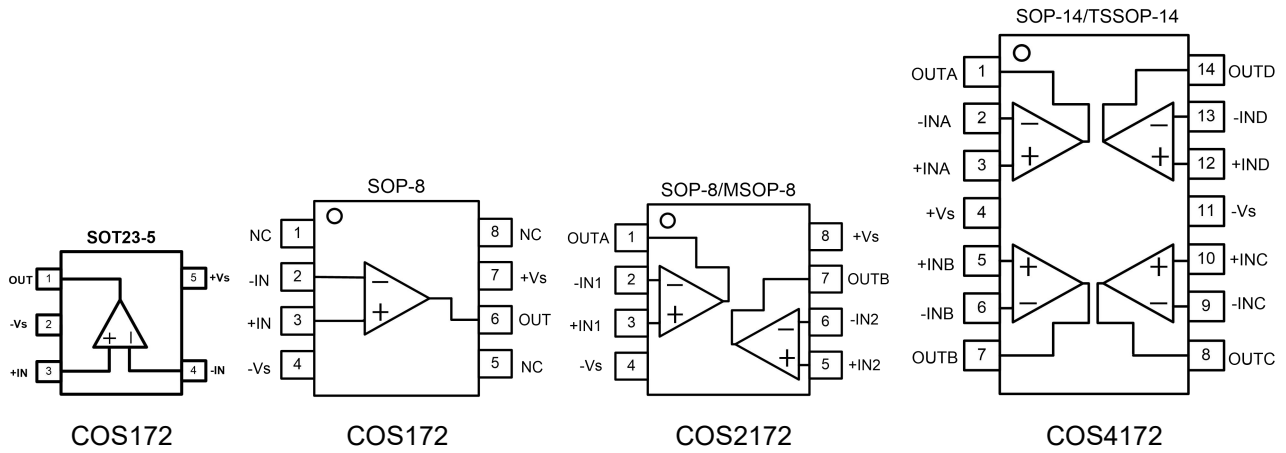 SOT23-5
OUT 1 5 +Vs
-Vs 2
+IN 3 + − 4 -IN
COS172
SOP-8
NC 1 8 NC
-IN 2 − 7 +Vs
+IN 3 + 6 OUT
-Vs 4 5 NC
COS172
SOP-8/MSOP-8
OUTA 1 8 +Vs
-IN1 2 − 7 OUTB
+IN1 3 + − 6 -IN2
-Vs 4 + 5 +IN2
COS2172
SOP-14/TSSOP-14
OUTA 1 14 OUTD
-INA 2 − − 13 -IND
+INA 3 + + 12 +IND
+Vs 4 11 -Vs
+INB 5 + + 10 +INC
-INB 6 − − 9 -INC
OUTB 7 8 OUTC
COS4172